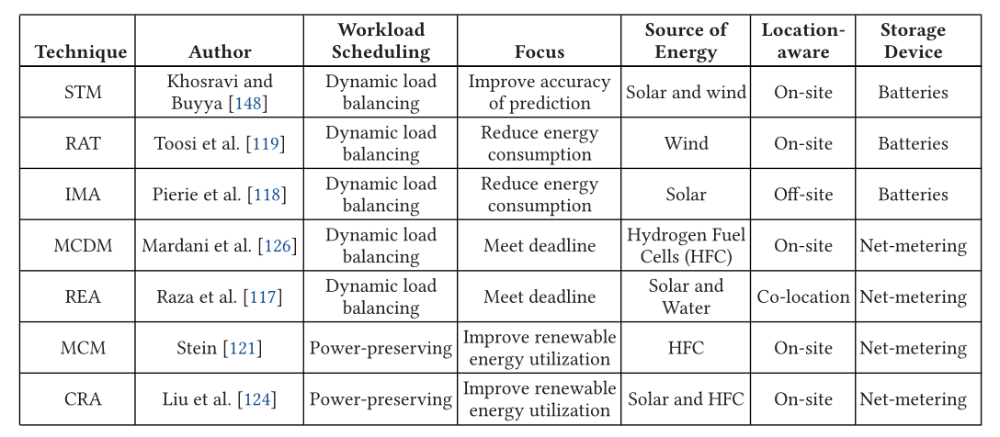 Technique Author Workload Scheduling Focus Source of Energy Location-aware Storage Device
STM Khosravi and Buyya [148] Dynamic load balancing Improve accuracy of prediction Solar and wind On-site Batteries
RAT Toosi et al. [119] Dynamic load balancing Reduce energy consumption Wind On-site Batteries
IMA Pierie et al. [118] Dynamic load balancing Reduce energy consumption Solar Off-site Batteries
MCDM Mardani et al. [126] Dynamic load balancing Meet deadline Hydrogen Fuel Cells (HFC) On-site Net-metering
REA Raza et al. [117] Dynamic load balancing Meet deadline Solar and Water Co-location Net-metering
MCM Stein [121] Power-preserving Improve renewable energy utilization HFC On-site Net-metering
CRA Liu et al. [124] Power-preserving Improve renewable energy utilization Solar and HFC On-site Net-metering